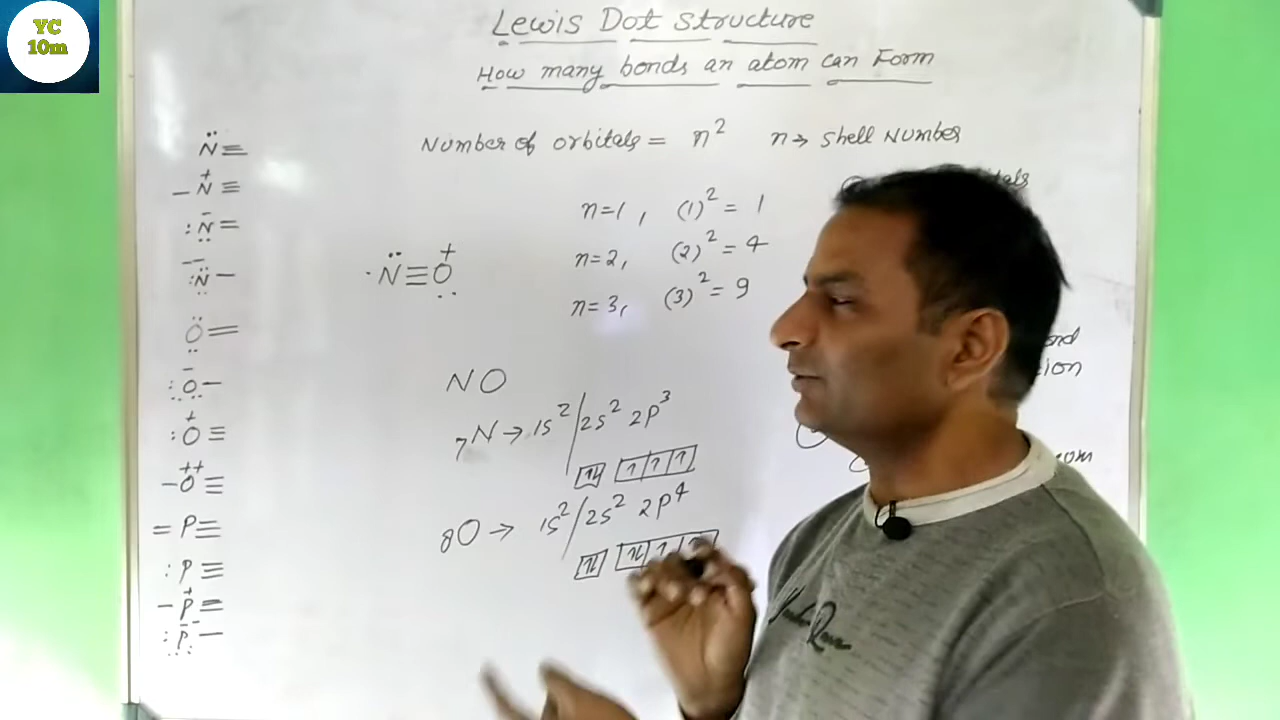 YC
10m
Lewis Dot Structure
How many bonds an atom can Form
Number of orbitals = n² n→ Shell Number
n=1, (1)² = 1
n=2, (2)² = 4
n=3, (3)² = 9
N̈≡
−N⁺≡
:N̤⁻=
:N̤̈⁻⁻−
Ö̤=
:Ö̤⁻−
:O⁺≡
−O⁺⁺≡
=P≡
:P≡
−P⁺≡
·N̈≡O⁺
··
NO
₇N → 1s²/2s² 2p³
₈O → 1s²/2s² 2p⁴